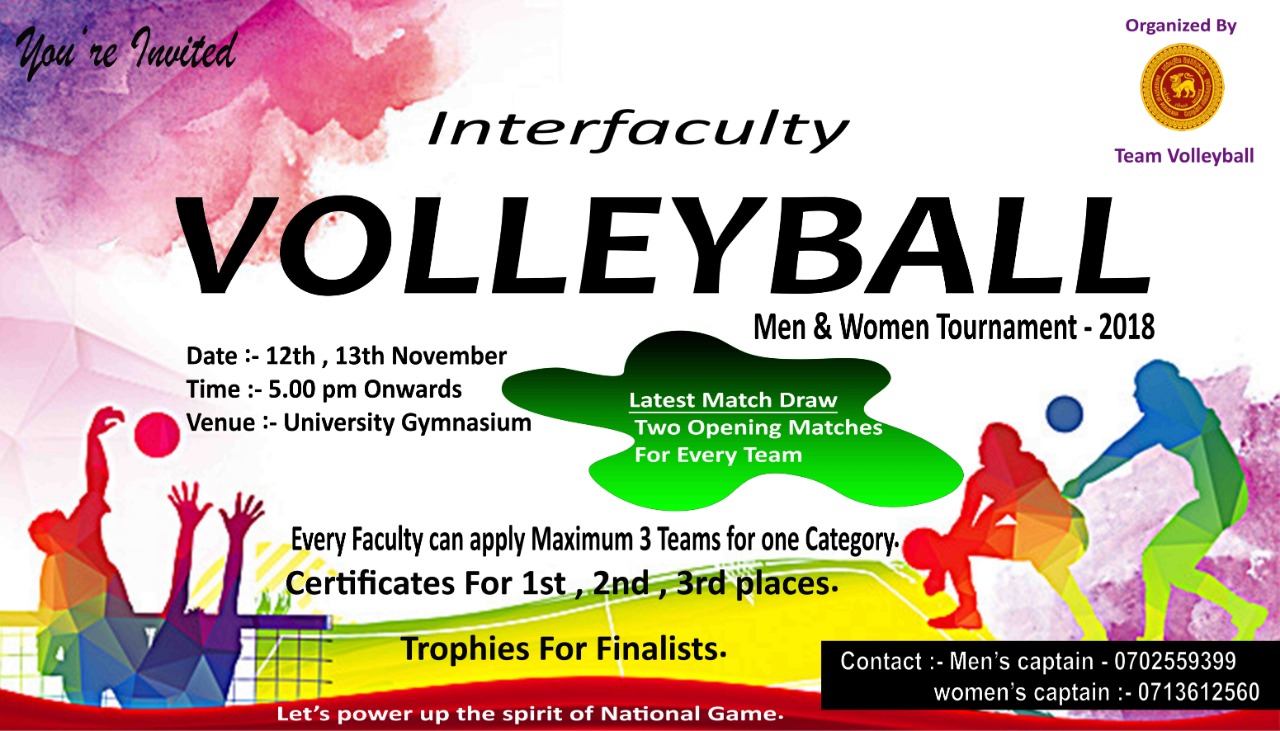 You're Invited
Organized By
Team Volleyball
Interfaculty
VOLLEYBALL
Men & Women Tournament - 2018
Date :- 12th , 13th November
Time :- 5.00 pm Onwards
Venue :- University Gymnasium
Latest Match Draw
Two Opening Matches
For Every Team
Every Faculty can apply Maximum 3 Teams for one Category.
Certificates For 1st , 2nd , 3rd places.
Trophies For Finalists.
Contact :- Men's captain - 0702559399
women's captain :- 0713612560
Let's power up the spirit of National Game.